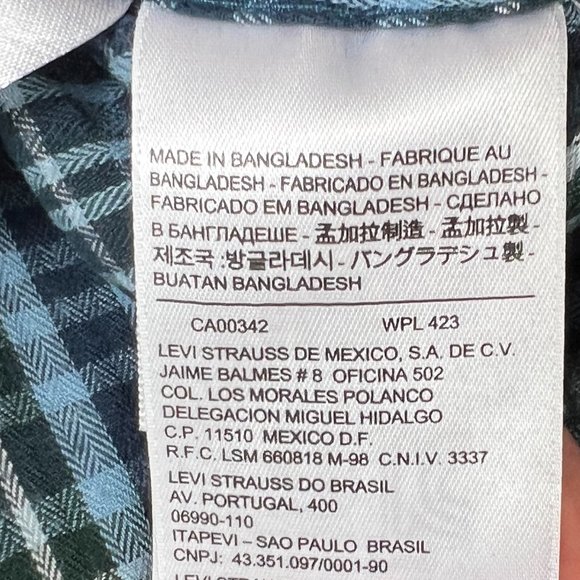 MADE IN BANGLADESH - FABRIQUE AU
BANGLADESH - FABRICADO EN BANGLADESH -
FABRICADO EM BANGLADESH - СДЕЛАНО
В БАНГЛАДЕШЕ - 孟加拉制造 - 孟加拉製 -
제조국 :방글라데시 - バングラデシュ製 -
BUATAN BANGLADESH
CA00342 WPL 423
LEVI STRAUSS DE MEXICO, S.A. DE C.V.
JAIME BALMES # 8 OFICINA 502
COL. LOS MORALES POLANCO
DELEGACION MIGUEL HIDALGO
C.P. 11510 MEXICO D.F.
R.F.C. LSM 660818 M-98 C.N.I.V. 3337
LEVI STRAUSS DO BRASIL
AV. PORTUGAL, 400
06990-110
ITAPEVI – SAO PAULO BRASIL
CNPJ: 43.351.097/0001-90
LEVI